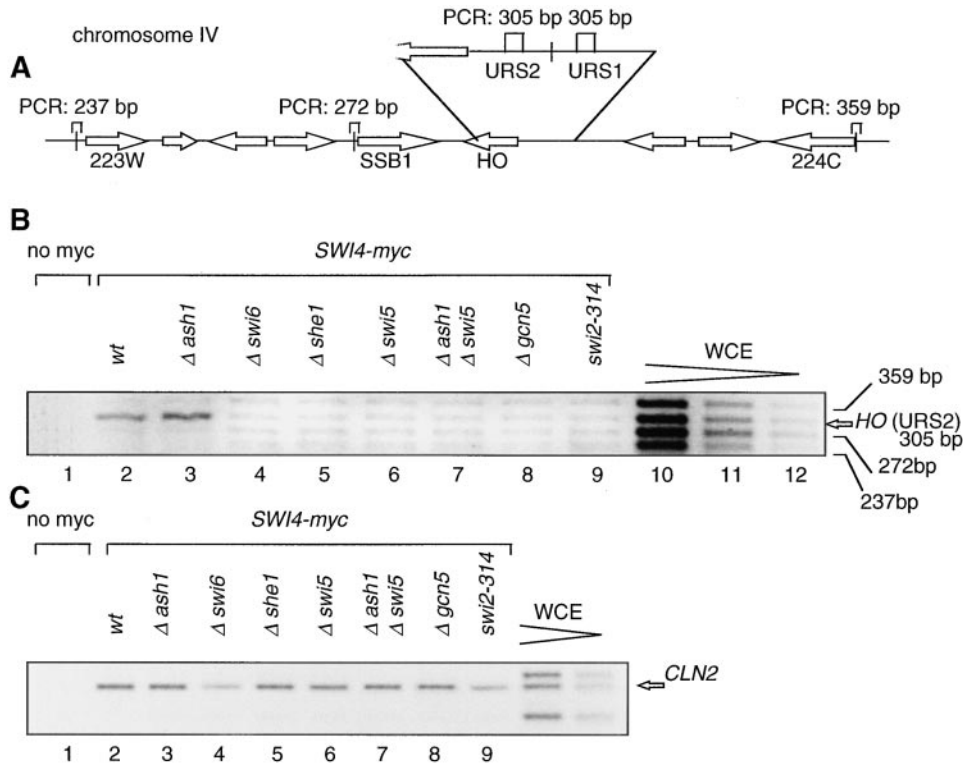 PCR: 305 bp 305 bp
chromosome IV
A
URS2 URS1
PCR: 237 bp PCR: 272 bp PCR: 359 bp
223W SSB1 HO 224C
B
no myc SWI4-myc
wt Δ ash1 Δ swi6 Δ she1 Δ swi5 Δ ash1 Δ swi5 Δ gcn5 swi2-314
WCE
359 bp
HO (URS2)
305 bp
272bp
237bp
1 2 3 4 5 6 7 8 9 10 11 12
C
no myc SWI4-myc
wt Δ ash1 Δ swi6 Δ she1 Δ swi5 Δ ash1 Δ swi5 Δ gcn5 swi2-314
WCE
CLN2
1 2 3 4 5 6 7 8 9